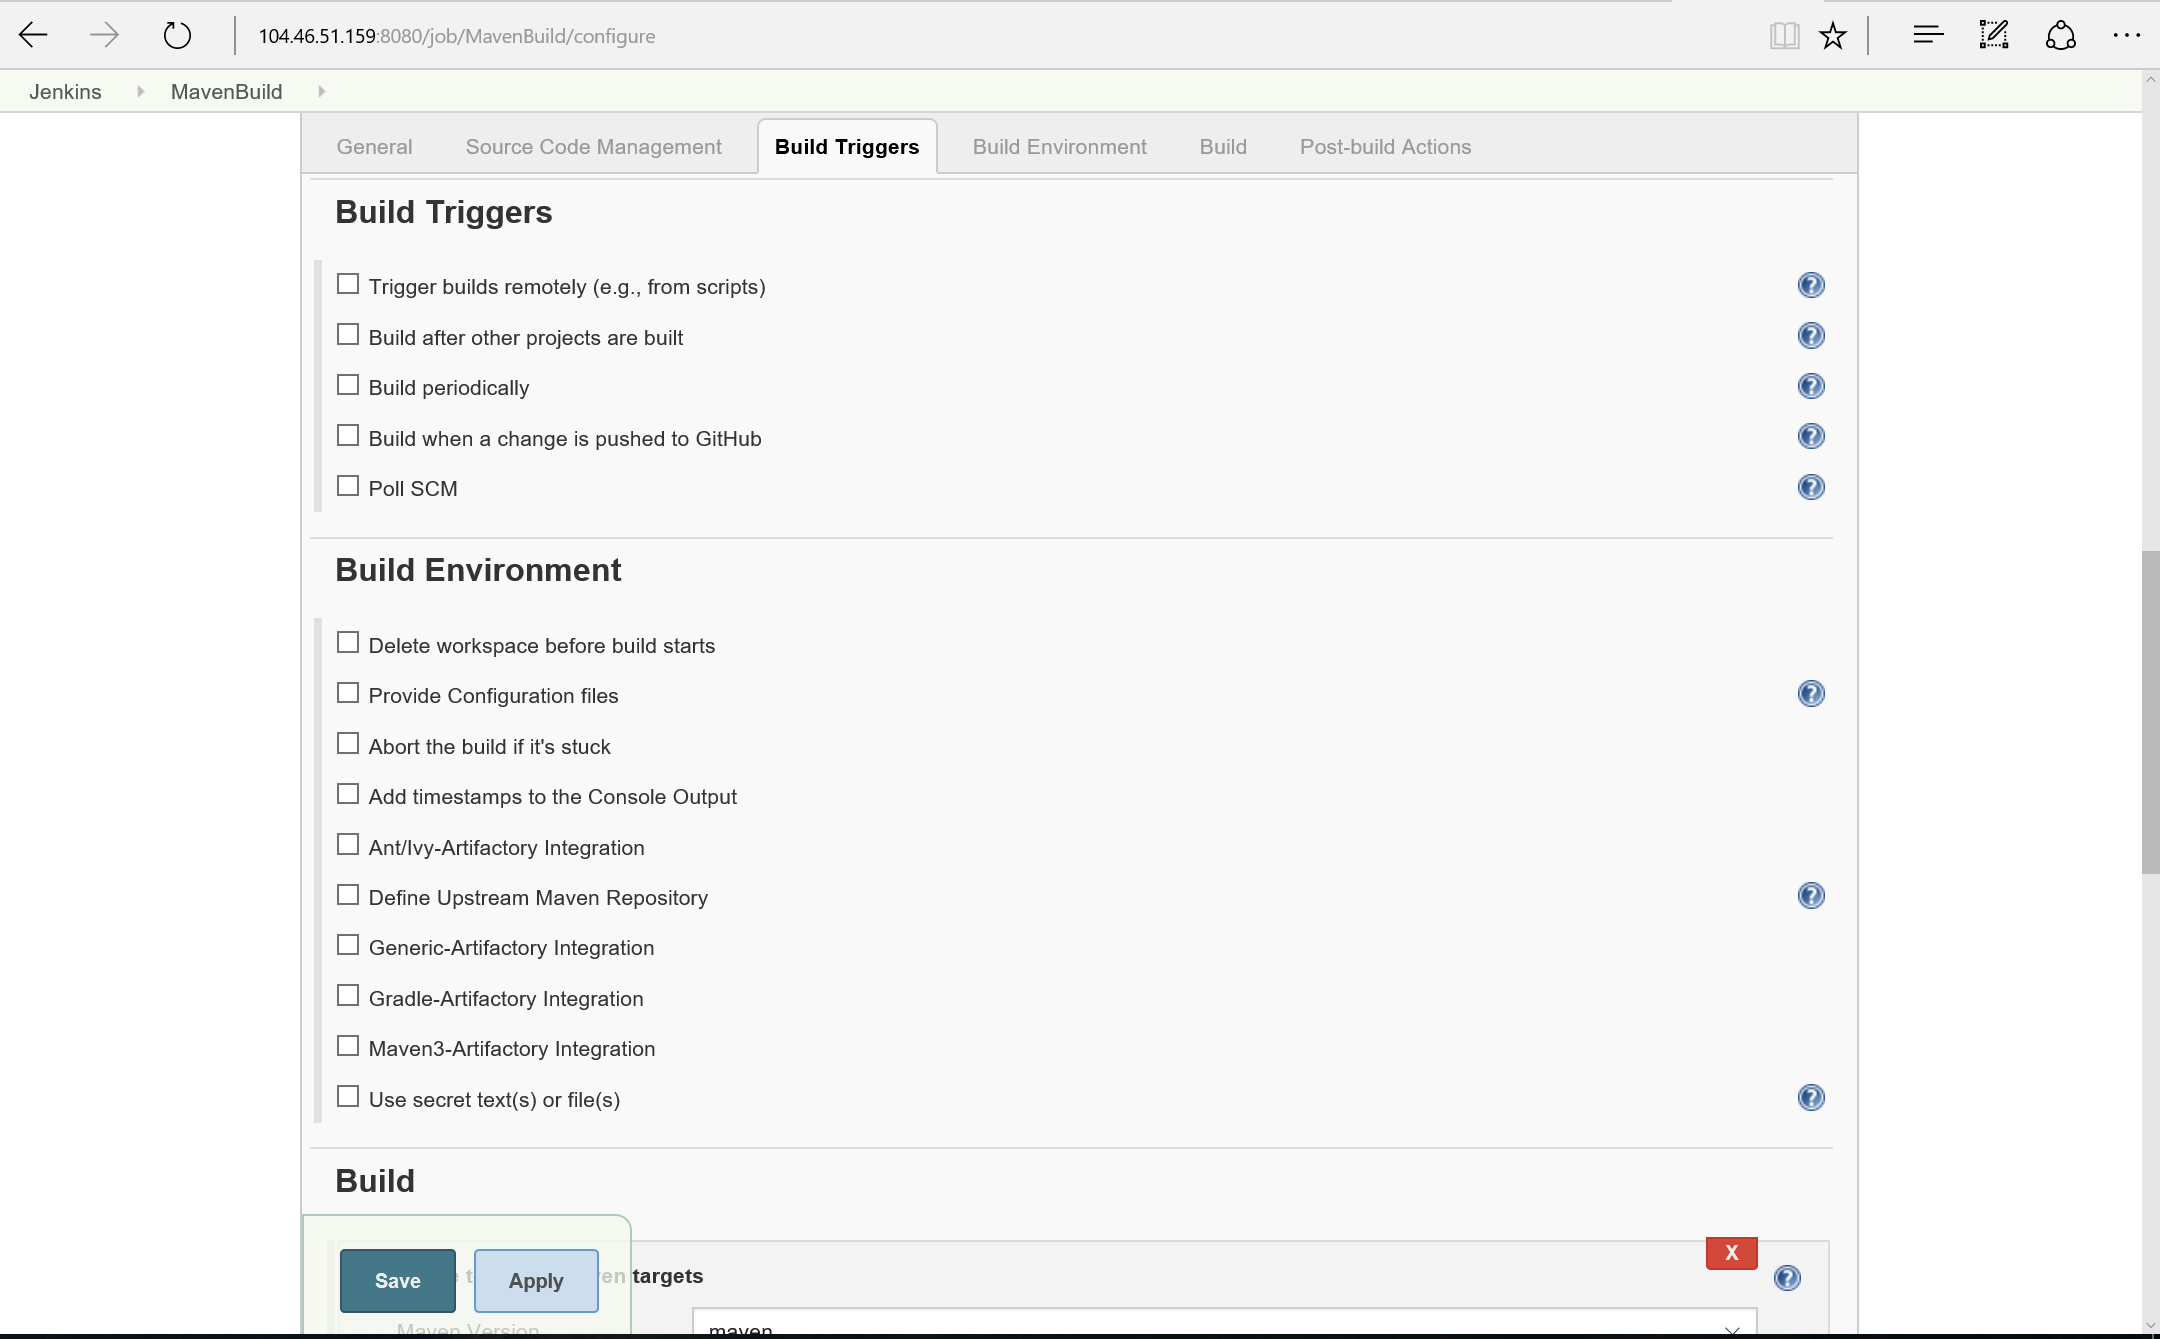 104.46.51.159:8080/job/MavenBuild/configure
Jenkins MavenBuild
General Source Code Management Build Triggers Build Environment Build Post-build Actions
Build Triggers
Trigger builds remotely (e.g., from scripts)
Build after other projects are built
Build periodically
Build when a change is pushed to GitHub
Poll SCM
Build Environment
Delete workspace before build starts
Provide Configuration files
Abort the build if it's stuck
Add timestamps to the Console Output
Ant/Ivy-Artifactory Integration
Define Upstream Maven Repository
Generic-Artifactory Integration
Gradle-Artifactory Integration
Maven3-Artifactory Integration
Use secret text(s) or file(s)
Build
X
Save Apply targets
Maven Version maven